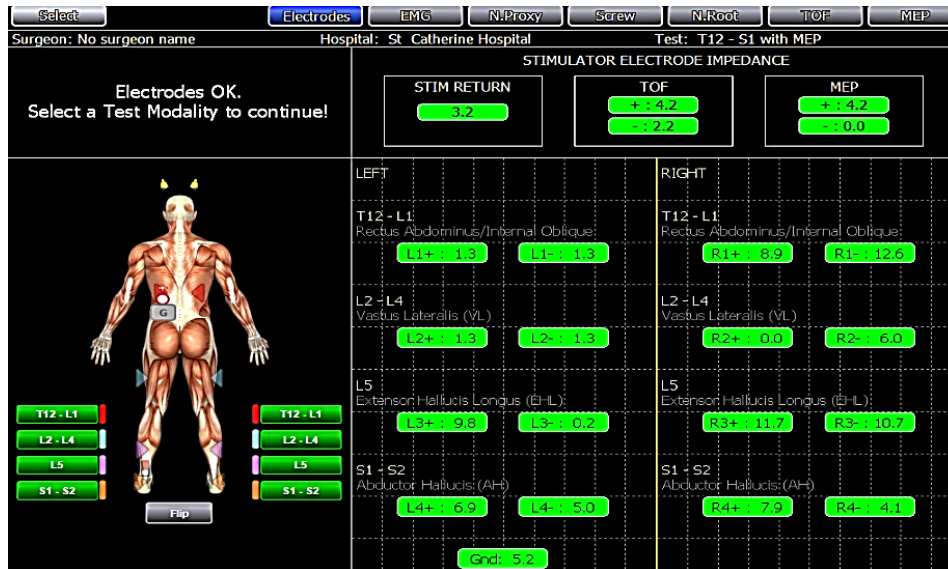 Select Electrodes EMG N.Proxy Screw N.Root TOF MEP
Surgeon: No surgeon name Hospital: St Catherine Hospital Test: T12 - S1 with MEP
Electrodes OK.
Select a Test Modality to continue!
STIMULATOR ELECTRODE IMPEDANCE
STIM RETURN
3.2
TOF
+ : 4.2
- : 2.2
MEP
+ : 4.2
- : 0.0
G
T12 - L1
L2 - L4
L5
S1 - S2
T12 - L1
L2 - L4
L5
S1 - S2
Flip
LEFT
T12 - L1
Rectus Abdominus/Internal Oblique
L1+ : 1.3 L1- : 1.3
L2 - L4
Vastus Lateralis (VL)
L2+ : 1.3 L2- : 1.3
L5
Extensor Hallucis Longus (EHL)
L3+ : 9.8 L3- : 0.2
S1 - S2
Abductor Hallucis (AH)
L4+ : 6.9 L4- : 5.0
Gnd: 5.2
RIGHT
T12 - L1
Rectus Abdominus/Internal Oblique
R1+ : 8.9 R1- : 12.6
L2 - L4
Vastus Lateralis (VL)
R2+ : 0.0 R2- : 6.0
L5
Extensor Hallucis Longus (EHL)
R3+ : 11.7 R3- : 10.7
S1 - S2
Abductor Hallucis (AH)
R4+ : 7.9 R4- : 4.1